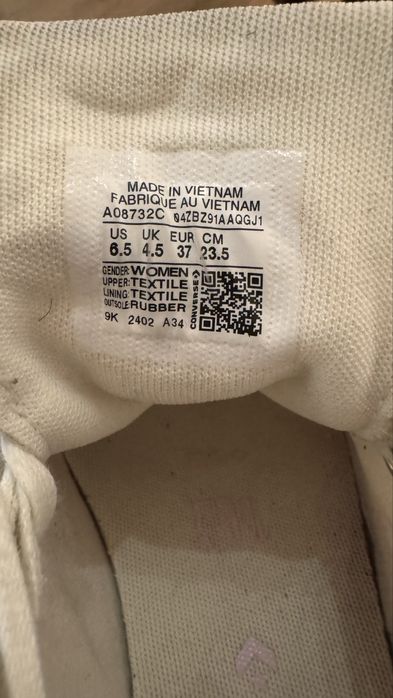 MADE IN VIETNAM
FABRIQUE AU VIETNAM
A08732C 04ZBZ91AAQGJ1
US UK EUR CM
6.5 4.5 37 23.5
GENDER: WOMEN
UPPER: TEXTILE
LINING: TEXTILE
OUTSOLE: RUBBER
9K 2402 A34
CONVERSE